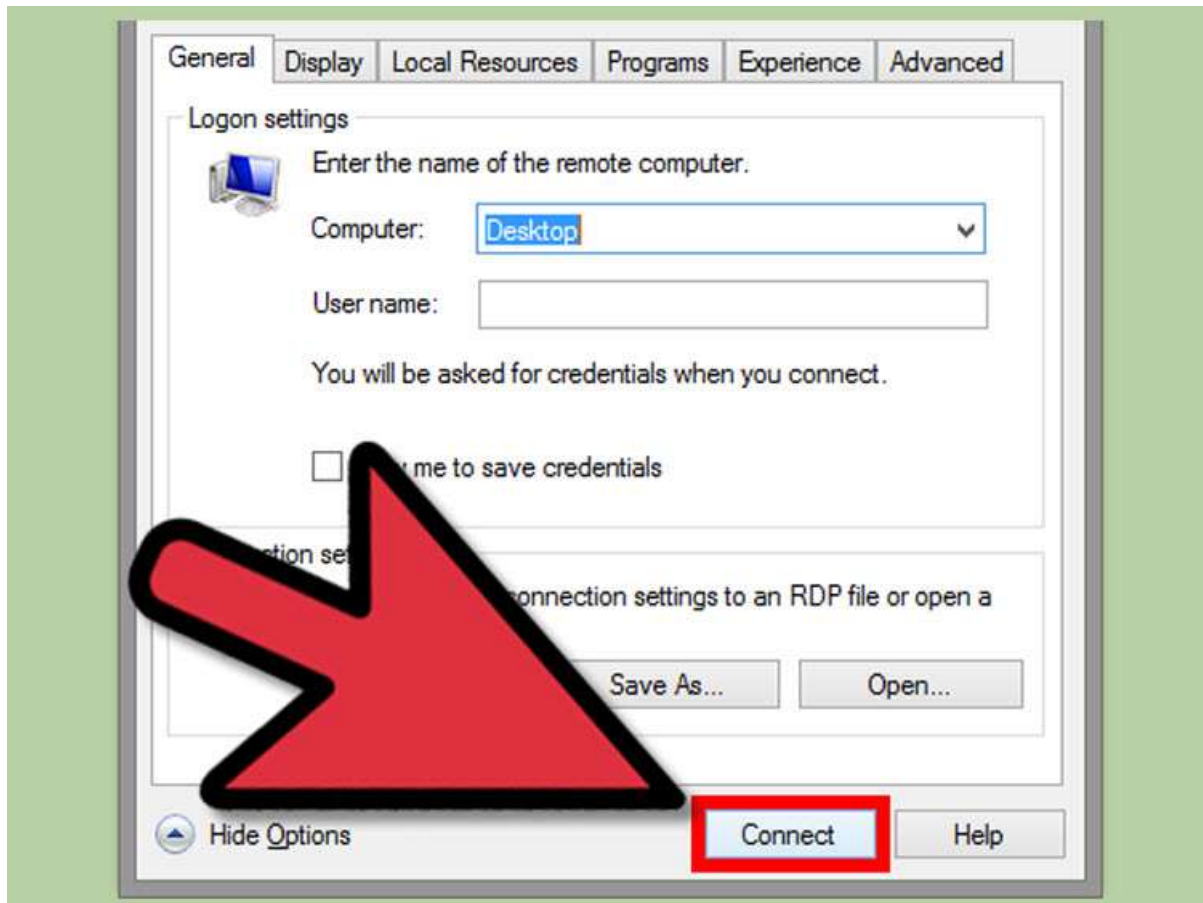 General Display Local Resources Programs Experience Advanced
Logon settings
Enter the name of the remote computer.
Computer: Desktop
User name:
You will be asked for credentials when you connect.
me to save credentials
connection settings to an RDP file or open a
Save As... Open...
Hide Options Connect Help